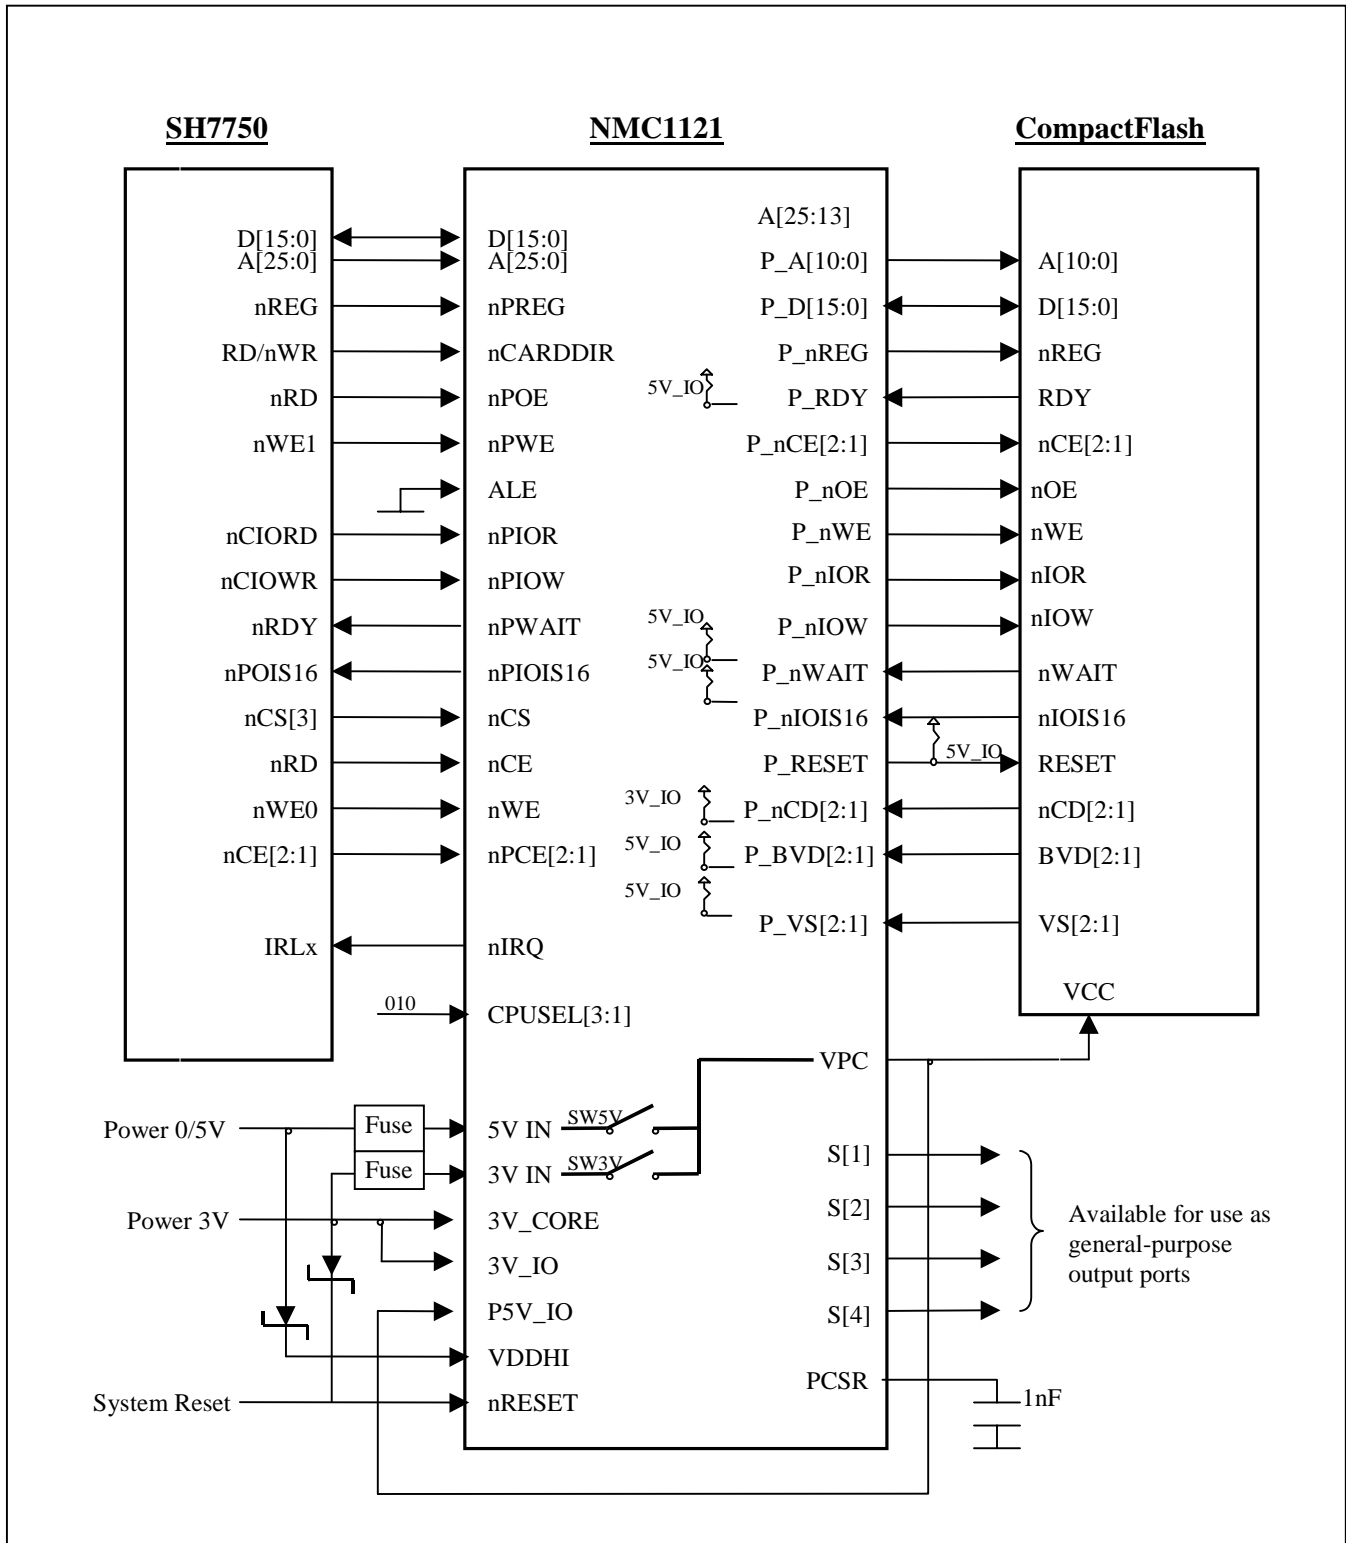 SH7750 NMC1121 CompactFlash
A[25:13]
D[15:0] D[15:0]
A[25:0] A[25:0] P_A[10:0] A[10:0]
nREG nPREG P_D[15:0] D[15:0]
RD/nWR nCARDDIR P_nREG nREG
nRD nPOE 5V_IO P_RDY RDY
nWE1 nPWE P_nCE[2:1] nCE[2:1]
ALE P_nOE nOE
nCIORD nPIOR P_nWE nWE
nCIOWR nPIOW P_nIOR nIOR
nRDY nPWAIT 5V_IO P_nIOW nIOW
nPOIS16 nPIOIS16 5V_IO P_nWAIT nWAIT
nCS[3] nCS P_nIOIS16 nIOIS16
nRD nCE P_RESET 5V_IO RESET
nWE0 nWE 3V_IO P_nCD[2:1] nCD[2:1]
nCE[2:1] nPCE[2:1] 5V_IO P_BVD[2:1] BVD[2:1]
5V_IO P_VS[2:1] VS[2:1]
IRLx nIRQ
VCC
010 CPUSEL[3:1]
VPC
Power 0/5V Fuse 5V IN SW5V
S[1]
Fuse 3V IN SW3V
Power 3V 3V_CORE S[2] Available for use as
general-purpose
3V_IO S[3] output ports
P5V_IO S[4]
VDDHI
PCSR 1nF
System Reset nRESET